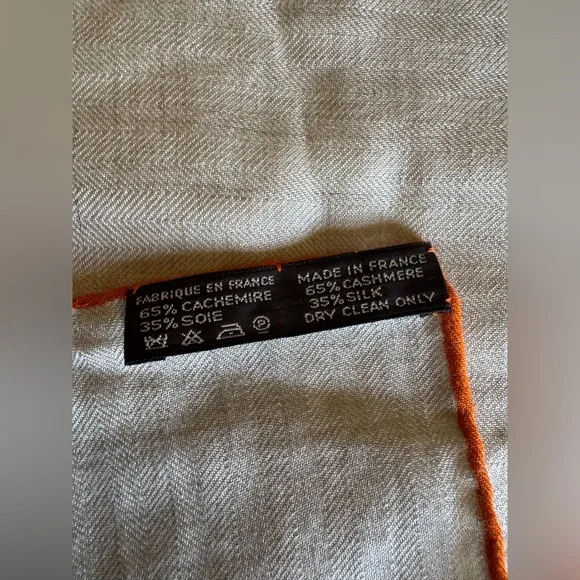 FABRIQUE EN FRANCE
65% CACHEMIRE
35% SOIE
MADE IN FRANCE
65% CASHMERE
35% SILK
DRY CLEAN ONLY